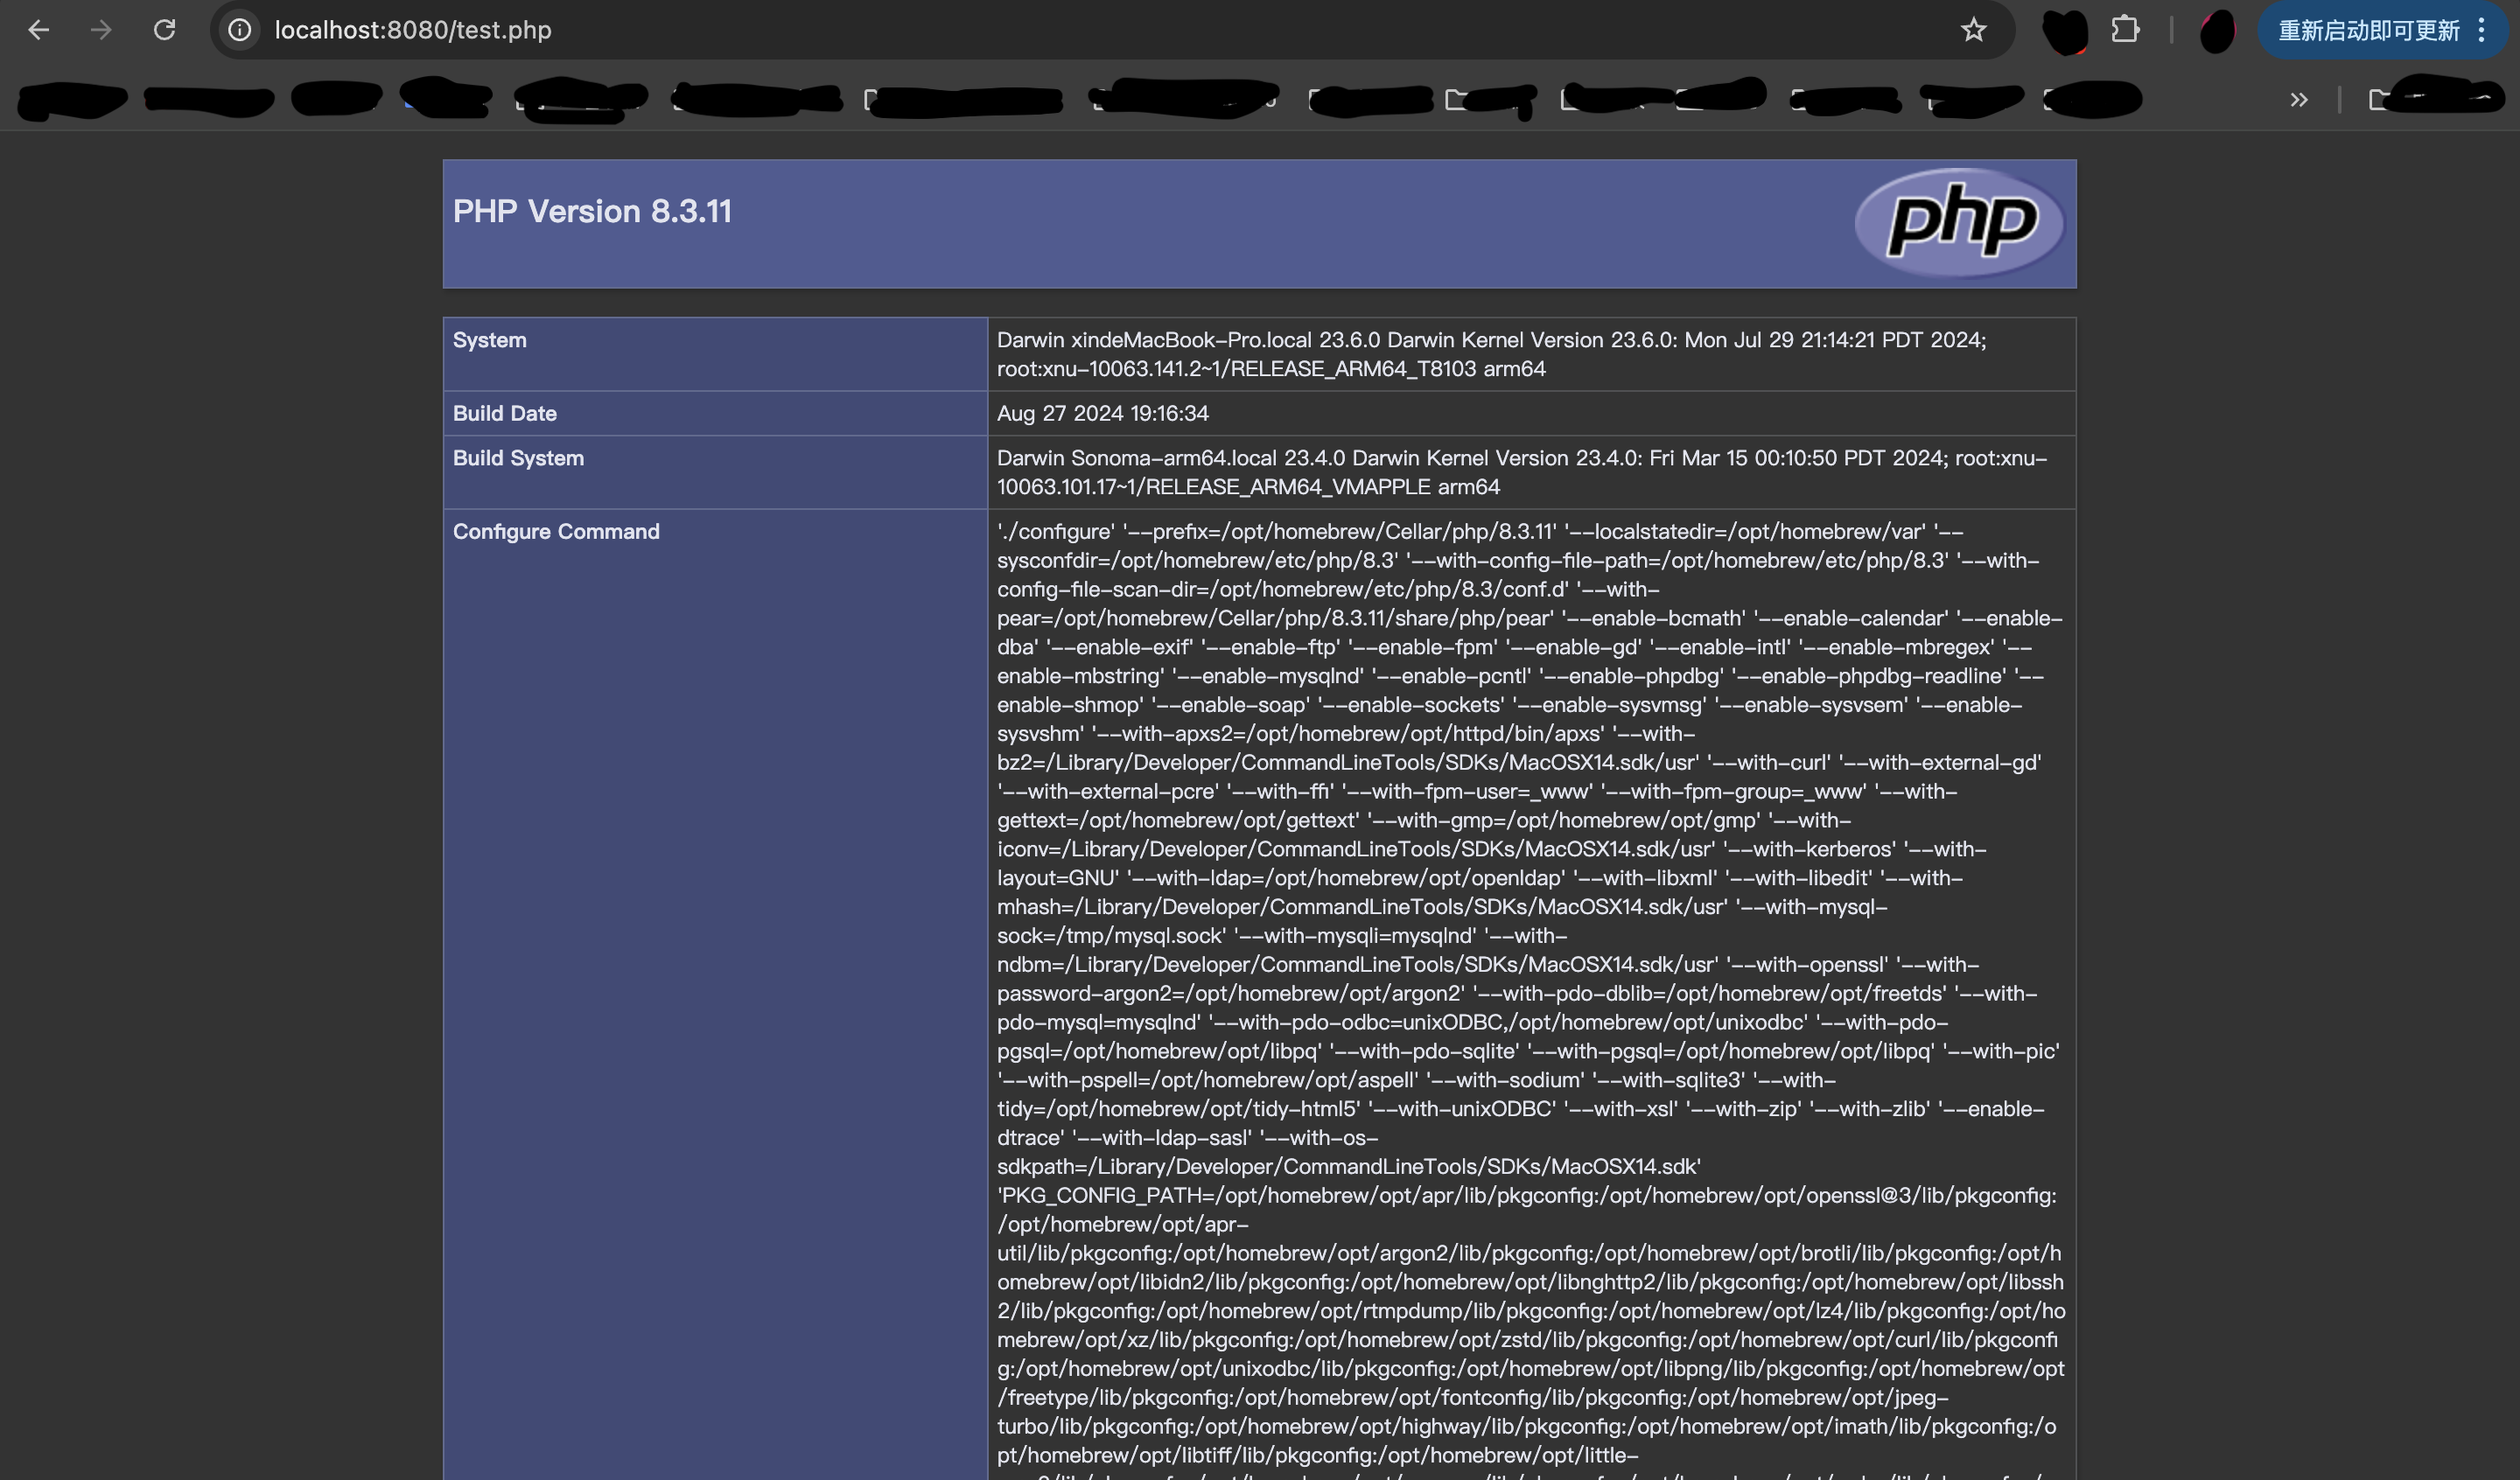 localhost:8080/test.php
重新启动即可更新
PHP Version 8.3.11
php
System
Darwin xindeMacBook-Pro.local 23.6.0 Darwin Kernel Version 23.6.0: Mon Jul 29 21:14:21 PDT 2024;
root:xnu-10063.141.2~1/RELEASE_ARM64_T8103 arm64
Build Date
Aug 27 2024 19:16:34
Build System
Darwin Sonoma-arm64.local 23.4.0 Darwin Kernel Version 23.4.0: Fri Mar 15 00:10:50 PDT 2024; root:xnu-
10063.101.17~1/RELEASE_ARM64_VMAPPLE arm64
Configure Command
'./configure' '--prefix=/opt/homebrew/Cellar/php/8.3.11' '--localstatedir=/opt/homebrew/var' '--
sysconfdir=/opt/homebrew/etc/php/8.3' '--with-config-file-path=/opt/homebrew/etc/php/8.3' '--with-
config-file-scan-dir=/opt/homebrew/etc/php/8.3/conf.d' '--with-
pear=/opt/homebrew/Cellar/php/8.3.11/share/php/pear' '--enable-bcmath' '--enable-calendar' '--enable-
dba' '--enable-exif' '--enable-ftp' '--enable-fpm' '--enable-gd' '--enable-intl' '--enable-mbregex' '--
enable-mbstring' '--enable-mysqlnd' '--enable-pcntl' '--enable-phpdbg' '--enable-phpdbg-readline' '--
enable-shmop' '--enable-soap' '--enable-sockets' '--enable-sysvmsg' '--enable-sysvsem' '--enable-
sysvshm' '--with-apxs2=/opt/homebrew/opt/httpd/bin/apxs' '--with-
bz2=/Library/Developer/CommandLineTools/SDKs/MacOSX14.sdk/usr' '--with-curl' '--with-external-gd'
'--with-external-pcre' '--with-ffi' '--with-fpm-user=_www' '--with-fpm-group=_www' '--with-
gettext=/opt/homebrew/opt/gettext' '--with-gmp=/opt/homebrew/opt/gmp' '--with-
iconv=/Library/Developer/CommandLineTools/SDKs/MacOSX14.sdk/usr' '--with-kerberos' '--with-
layout=GNU' '--with-ldap=/opt/homebrew/opt/openldap' '--with-libxml' '--with-libedit' '--with-
mhash=/Library/Developer/CommandLineTools/SDKs/MacOSX14.sdk/usr' '--with-mysql-
sock=/tmp/mysql.sock' '--with-mysqli=mysqlnd' '--with-
ndbm=/Library/Developer/CommandLineTools/SDKs/MacOSX14.sdk/usr' '--with-openssl' '--with-
password-argon2=/opt/homebrew/opt/argon2' '--with-pdo-dblib=/opt/homebrew/opt/freetds' '--with-
pdo-mysql=mysqlnd' '--with-pdo-odbc=unixODBC,/opt/homebrew/opt/unixodbc' '--with-pdo-
pgsql=/opt/homebrew/opt/libpq' '--with-pdo-sqlite' '--with-pgsql=/opt/homebrew/opt/libpq' '--with-pic'
'--with-pspell=/opt/homebrew/opt/aspell' '--with-sodium' '--with-sqlite3' '--with-
tidy=/opt/homebrew/opt/tidy-html5' '--with-unixODBC' '--with-xsl' '--with-zip' '--with-zlib' '--enable-
dtrace' '--with-ldap-sasl' '--with-os-
sdkpath=/Library/Developer/CommandLineTools/SDKs/MacOSX14.sdk'
'PKG_CONFIG_PATH=/opt/homebrew/opt/apr/lib/pkgconfig:/opt/homebrew/opt/openssl@3/lib/pkgconfig:
/opt/homebrew/opt/apr-
util/lib/pkgconfig:/opt/homebrew/opt/argon2/lib/pkgconfig:/opt/homebrew/opt/brotli/lib/pkgconfig:/opt/h
omebrew/opt/libidn2/lib/pkgconfig:/opt/homebrew/opt/libnghttp2/lib/pkgconfig:/opt/homebrew/opt/libssh
2/lib/pkgconfig:/opt/homebrew/opt/rtmpdump/lib/pkgconfig:/opt/homebrew/opt/lz4/lib/pkgconfig:/opt/ho
mebrew/opt/xz/lib/pkgconfig:/opt/homebrew/opt/zstd/lib/pkgconfig:/opt/homebrew/opt/curl/lib/pkgconfi
g:/opt/homebrew/opt/unixodbc/lib/pkgconfig:/opt/homebrew/opt/libpng/lib/pkgconfig:/opt/homebrew/opt
/freetype/lib/pkgconfig:/opt/homebrew/opt/fontconfig/lib/pkgconfig:/opt/homebrew/opt/jpeg-
turbo/lib/pkgconfig:/opt/homebrew/opt/highway/lib/pkgconfig:/opt/homebrew/opt/imath/lib/pkgconfig:/o
pt/homebrew/opt/libtiff/lib/pkgconfig:/opt/homebrew/opt/little-